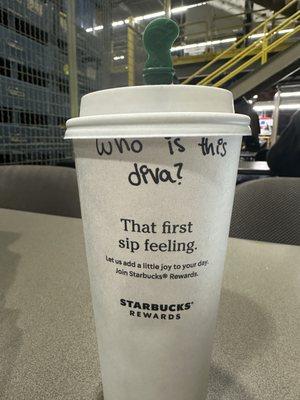 Who is this
diva?
That first
sip feeling.
Let us add a little joy to your day.
Join Starbucks® Rewards.
STARBUCKS®
REWARDS